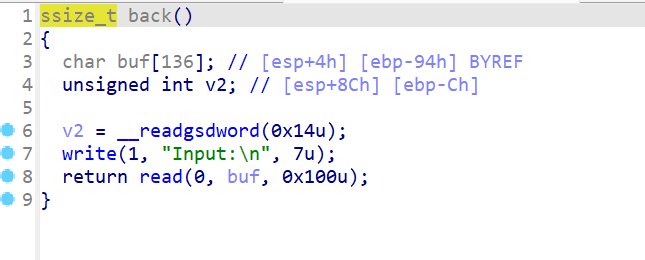 1 ssize_t back()
2 {
3 char buf[136]; // [esp+4h] [ebp-94h] BYREF
4 unsigned int v2; // [esp+8Ch] [ebp-Ch]
5
6 v2 = __readgsdword(0x14u);
7 write(1, "Input:\n", 7u);
8 return read(0, buf, 0x100u);
9 }